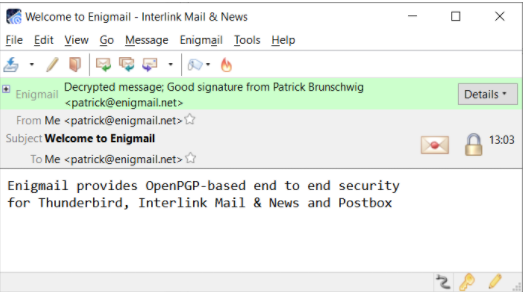 Welcome to Enigmail - Interlink Mail & News
File Edit View Go Message Enigmail Tools Help
Enigmail Decrypted message; Good signature from Patrick Brunschwig
<patrick@enigmail.net>
Details
From Me <patrick@enigmail.net>
Subject Welcome to Enigmail
13:03
To Me <patrick@enigmail.net>
Enigmail provides OpenPGP-based end to end security
for Thunderbird, Interlink Mail & News and Postbox